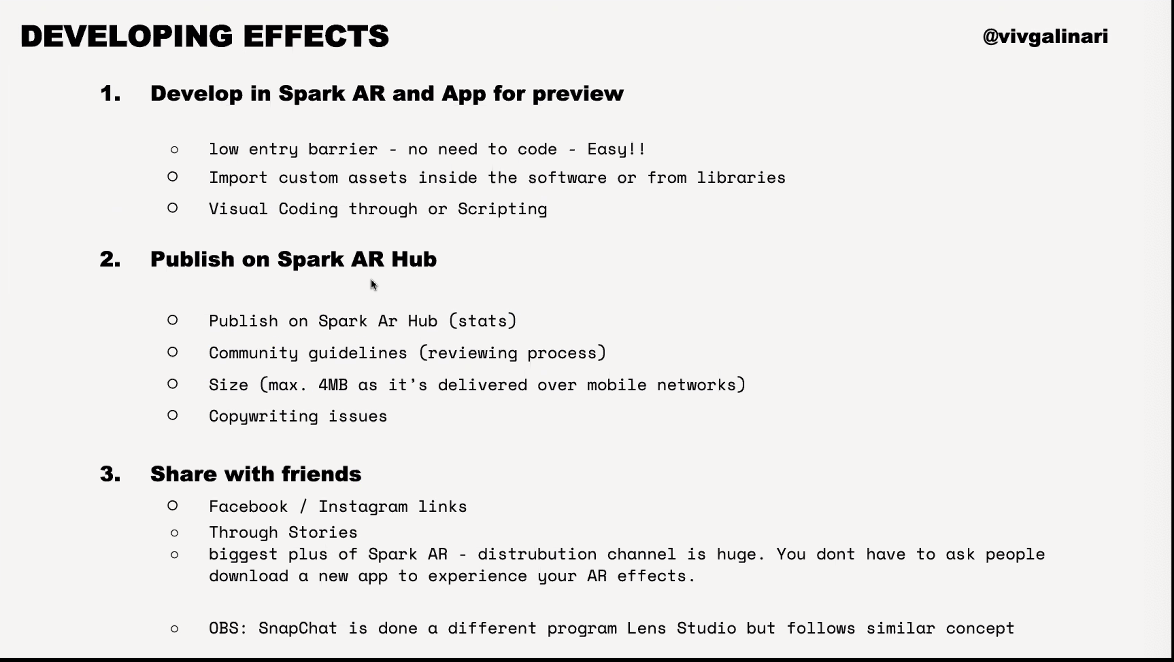 DEVELOPING EFFECTS
@vivgalinari
1. Develop in Spark AR and App for preview
○ low entry barrier - no need to code - Easy!!
○ Import custom assets inside the software or from libraries
○ Visual Coding through or Scripting
2. Publish on Spark AR Hub
○ Publish on Spark Ar Hub (stats)
○ Community guidelines (reviewing process)
○ Size (max. 4MB as it's delivered over mobile networks)
○ Copywriting issues
3. Share with friends
○ Facebook / Instagram links
○ Through Stories
○ biggest plus of Spark AR - distrubution channel is huge. You dont have to ask people
download a new app to experience your AR effects.
○ OBS: SnapChat is done a different program Lens Studio but follows similar concept